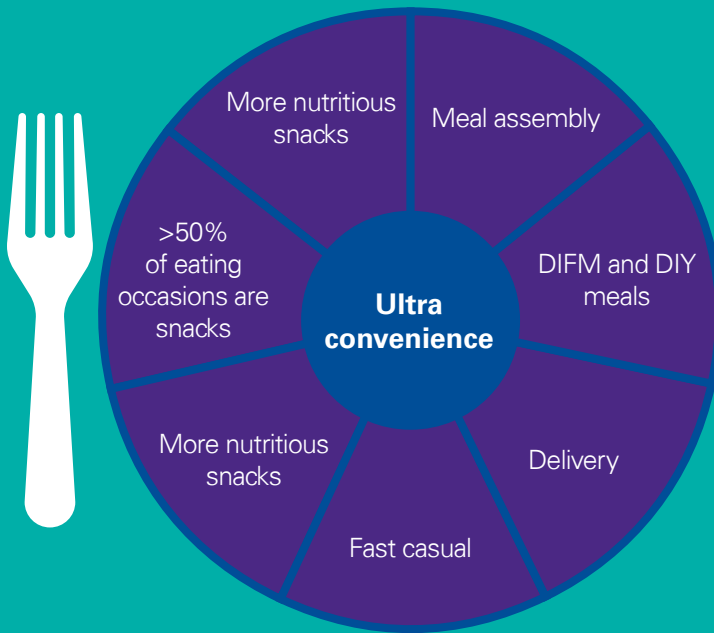 More nutritious
snacks
Meal assembly
>50%
of eating
occasions are
snacks
DIFM and DIY
meals
Ultra
convenience
More nutritious
snacks
Delivery
Fast casual